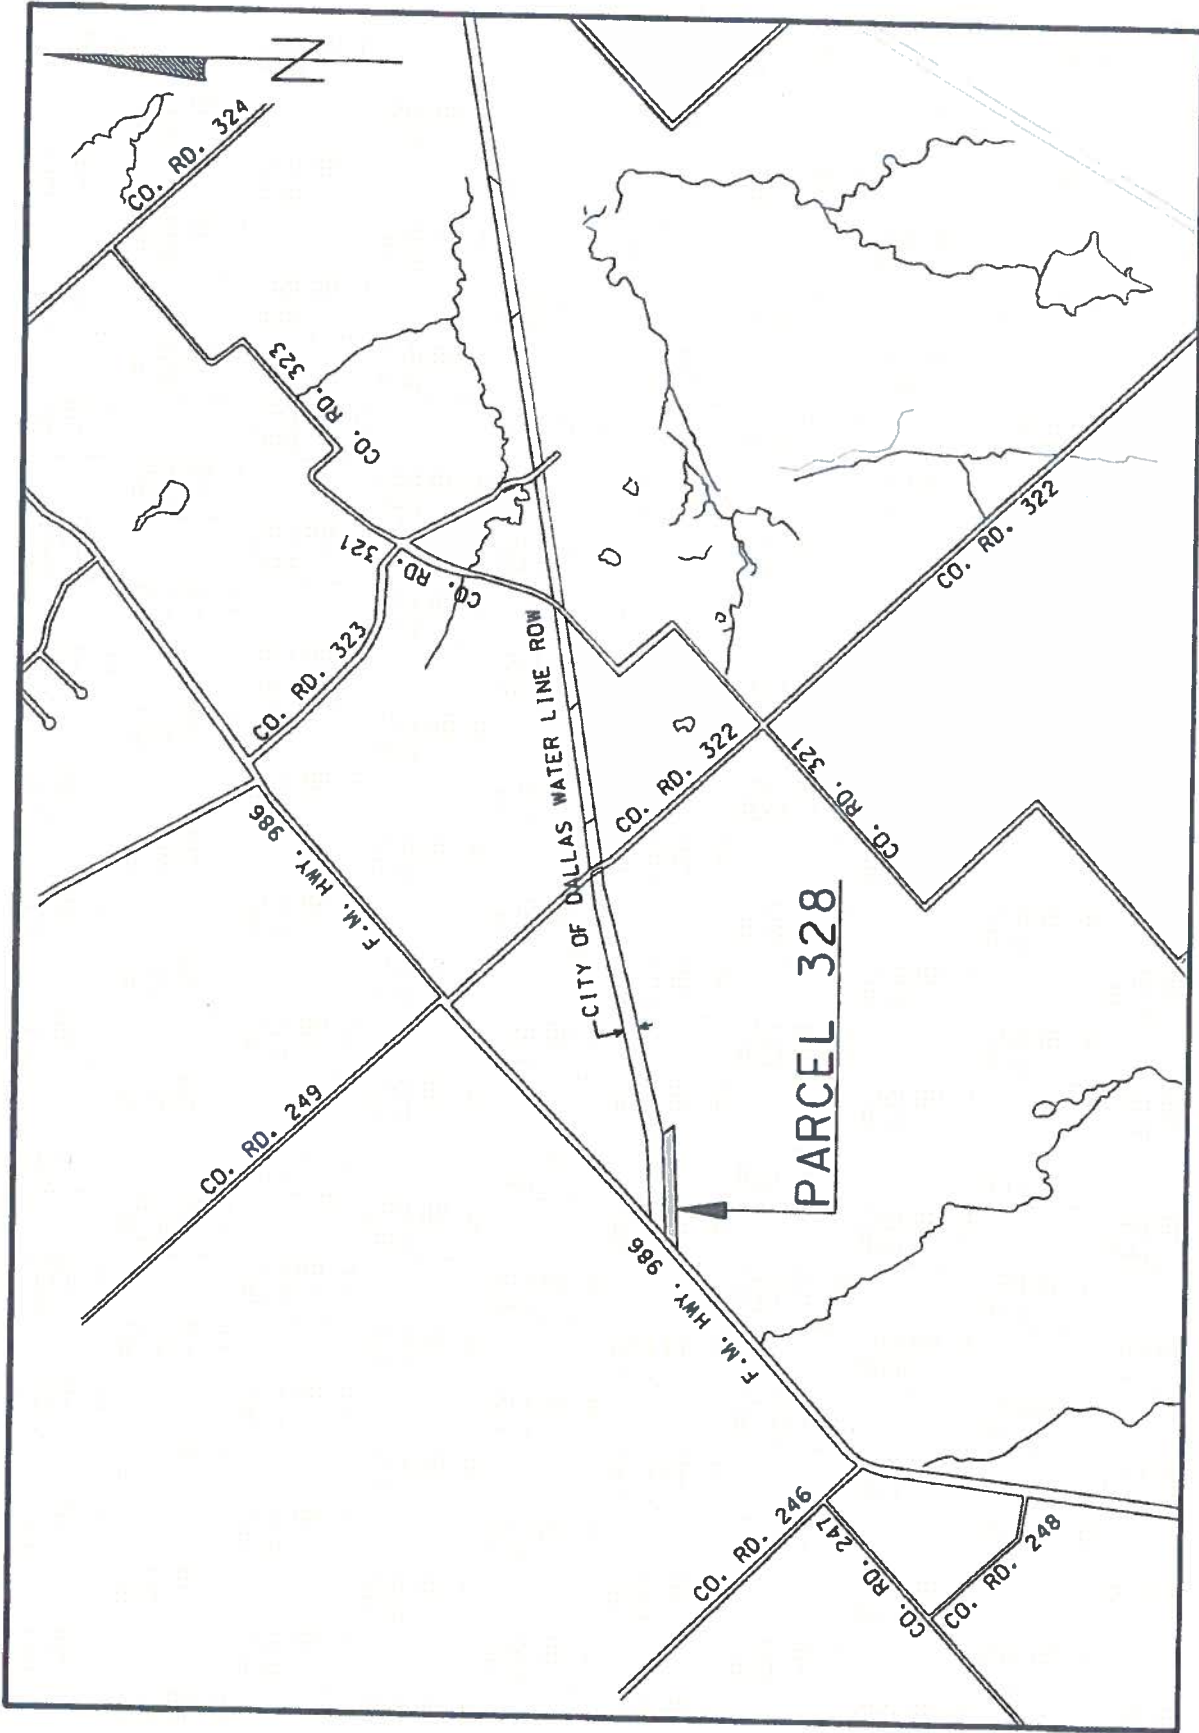 N
CO. RD. 324
CO. RD. 323
CO. RD. 321
CO. RD. 323
F.M. HWY. 986
CITY OF DALLAS WATER LINE ROW
CO. RD. 322
CO. RD. 322
CO. RD. 321
CO. RD. 249
PARCEL 328
F.M. HWY. 986
CO. RD. 246
CO. RD. 247
CO. RD. 248